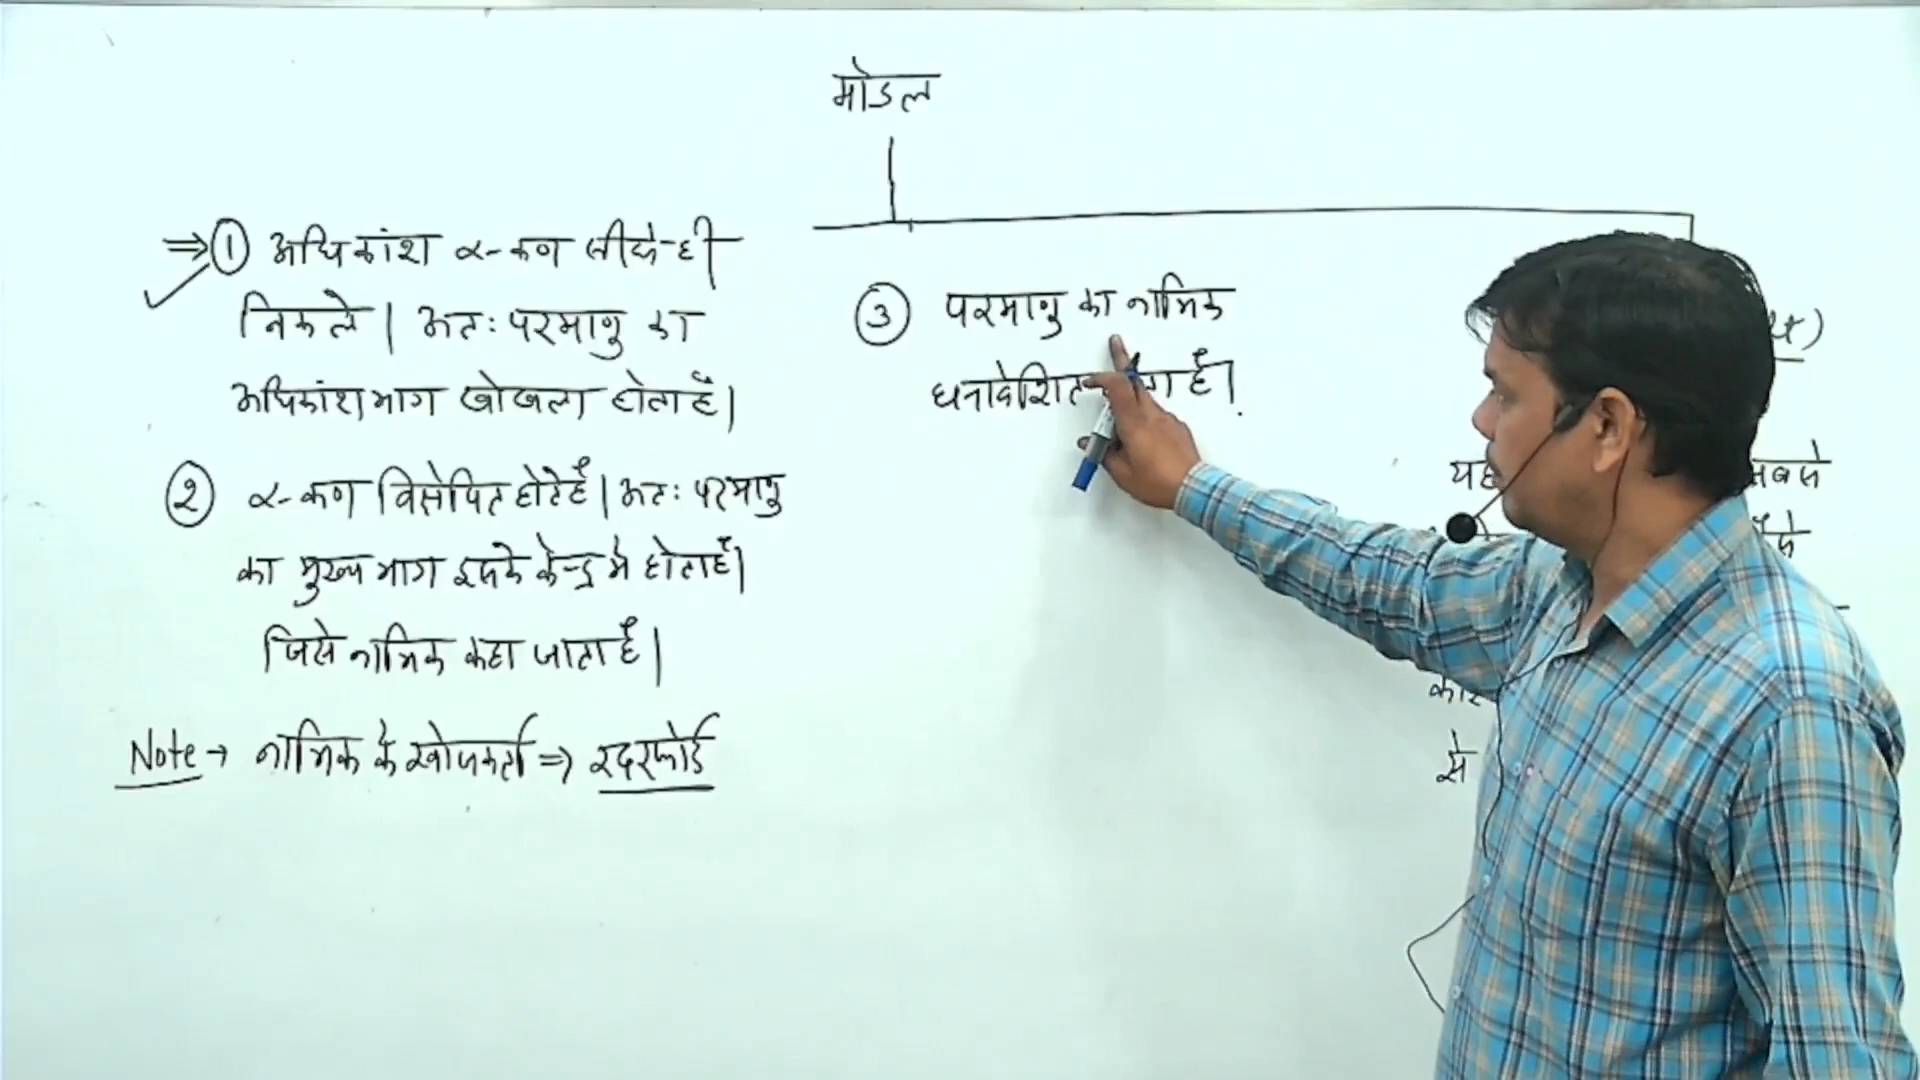 मोडल
⇒① अधिकांश α-कण सीधे-ही
निकले| अतः परमाणु का
अधिकांश भाग खोखला होता है|
② α-कण विक्षेपित होते हैं| अतः परमाणु
का मुख्य भाग इसके केन्द्र में होता है|
जिसे नाभिक कहा जाता है|
Note → नाभिक के खोजकर्ता ⇒ रदरफोर्ड
③ परमाणु का नाभिक
धनावेशित है|
सबसे
से
से